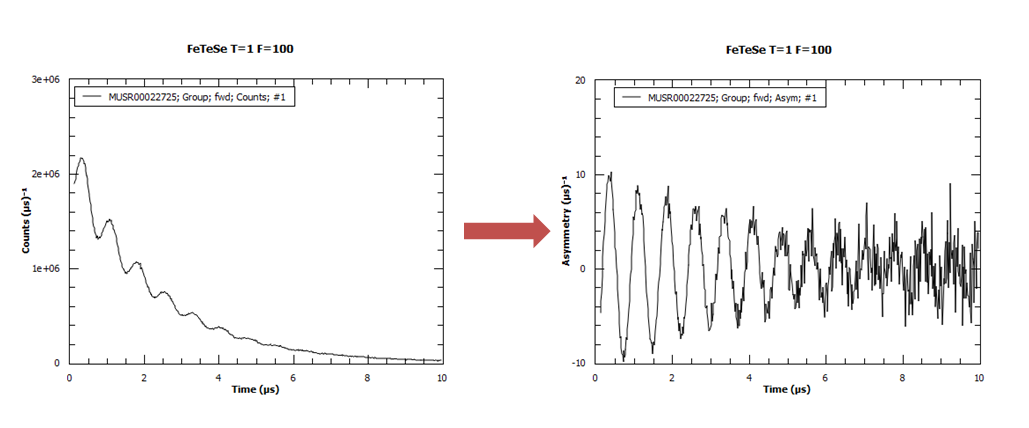 FeTeSe T=1 F=100
3e+06
MUSR00022725; Group; fwd; Counts; #1
2e+06
1e+06
0
Counts (µs)⁻¹
0 2 4 6 8 10
Time (µs)
FeTeSe T=1 F=100
20
MUSR00022725; Group; fwd; Asym; #1
10
0
-10
Asymmetry (µs)⁻¹
0 2 4 6 8 10
Time (µs)